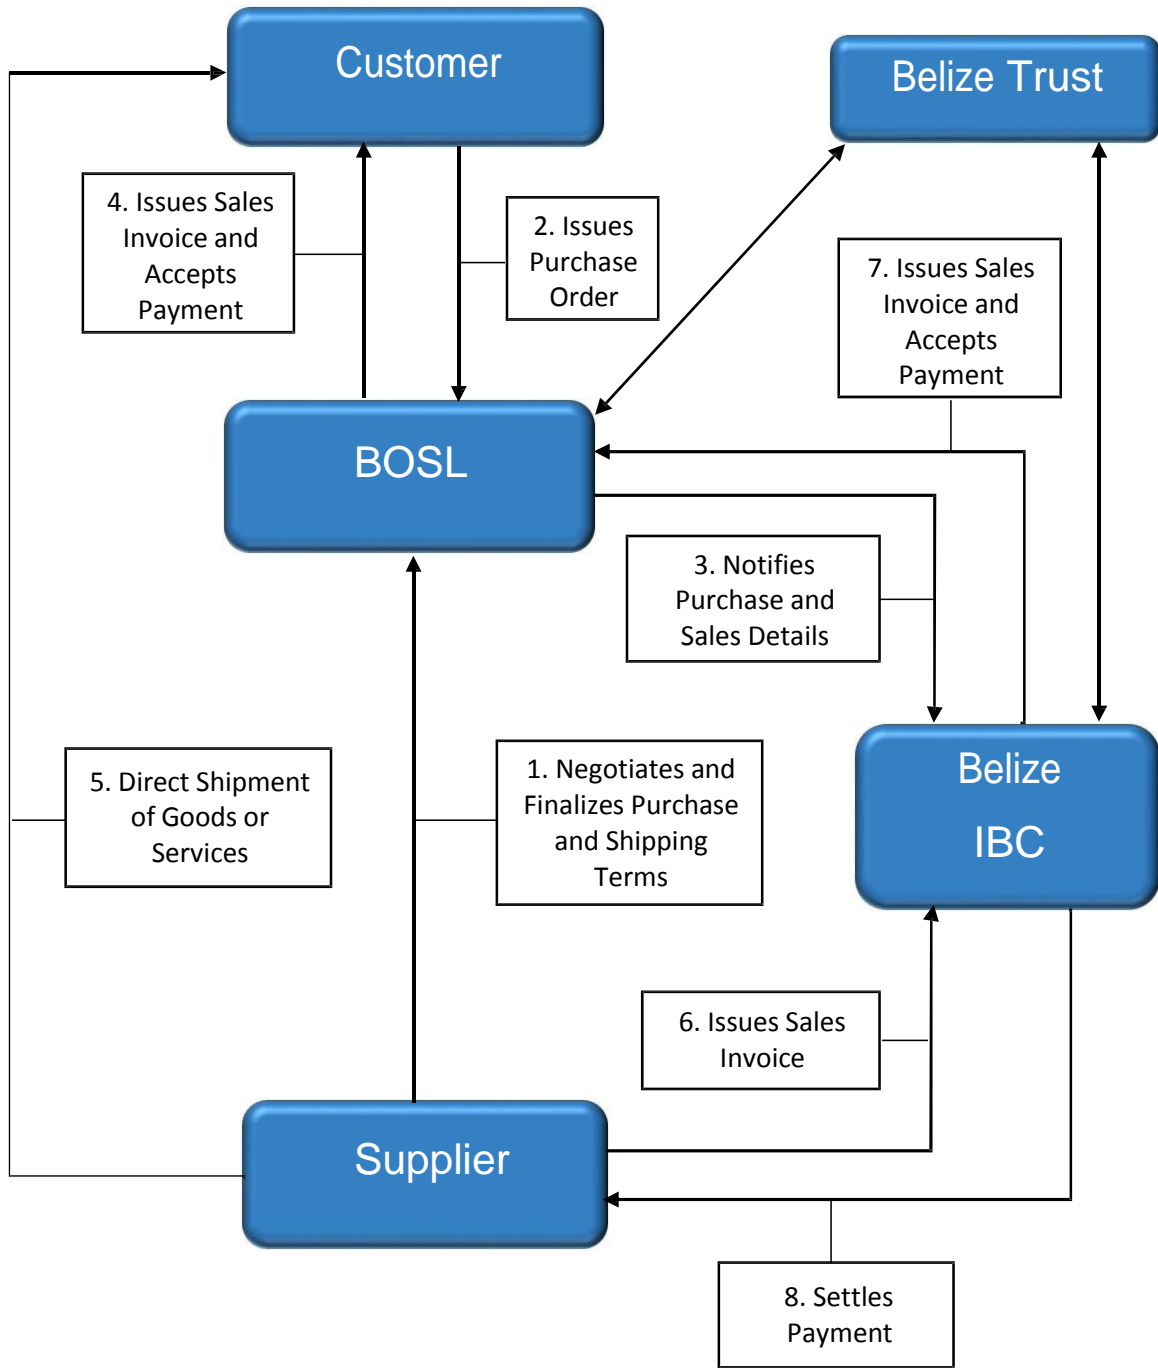 Customer
Belize Trust
4. Issues Sales
Invoice and
Accepts
Payment
2. Issues
Purchase
Order
7. Issues Sales
Invoice and
Accepts
Payment
BOSL
3. Notifies
Purchase and
Sales Details
5. Direct Shipment
of Goods or
Services
1. Negotiates and
Finalizes Purchase
and Shipping
Terms
Belize
IBC
6. Issues Sales
Invoice
Supplier
8. Settles
Payment